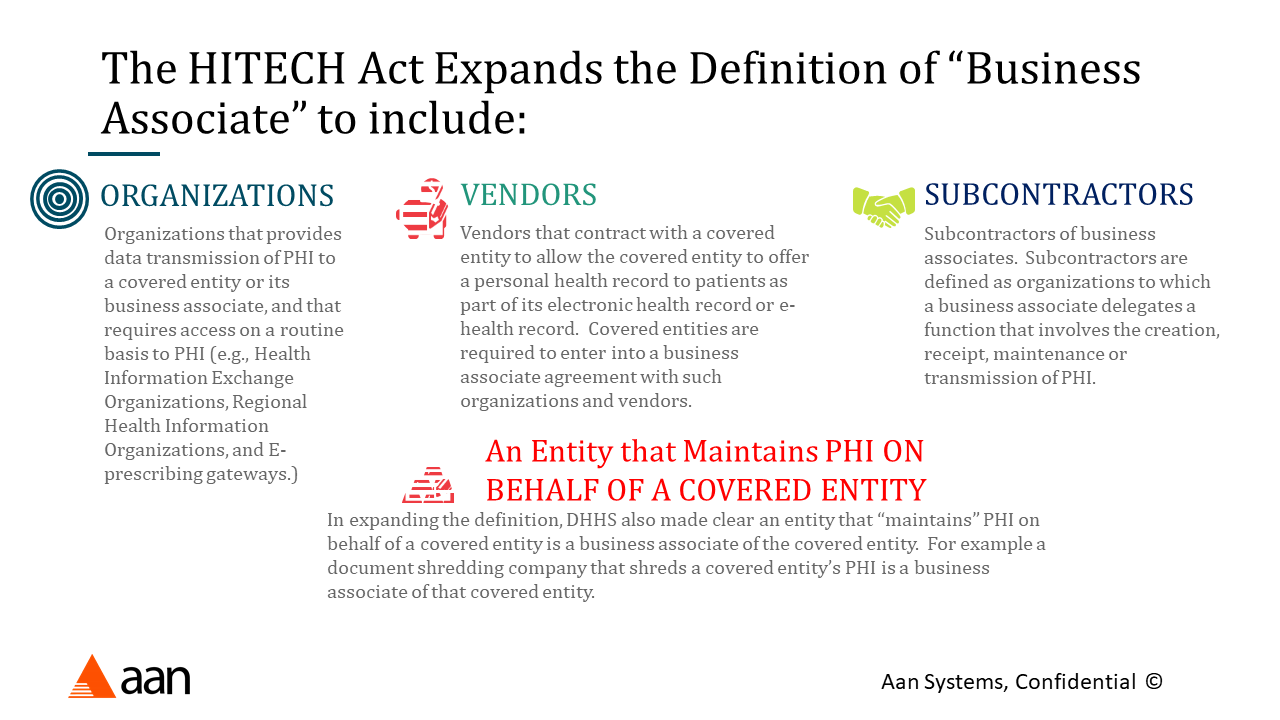 The HITECH Act Expands the Definition of “Business
Associate” to include:
ORGANIZATIONS
Organizations that provides
data transmission of PHI to
a covered entity or its
business associate, and that
requires access on a routine
basis to PHI (e.g., Health
Information Exchange
Organizations, Regional
Health Information
Organizations, and E-
prescribing gateways.)
VENDORS
Vendors that contract with a covered
entity to allow the covered entity to offer
a personal health record to patients as
part of its electronic health record or e-
health record.  Covered entities are
required to enter into a business
associate agreement with such
organizations and vendors.
SUBCONTRACTORS
Subcontractors of business
associates.  Subcontractors are
defined as organizations to which
a business associate delegates a
function that involves the creation,
receipt, maintenance or
transmission of PHI.
An Entity that Maintains PHI ON
BEHALF OF A COVERED ENTITY
In expanding the definition, DHHS also made clear an entity that “maintains” PHI on
behalf of a covered entity is a business associate of the covered entity.  For example a
document shredding company that shreds a covered entity’s PHI is a business
associate of that covered entity.
aan
Aan Systems, Confidential ©